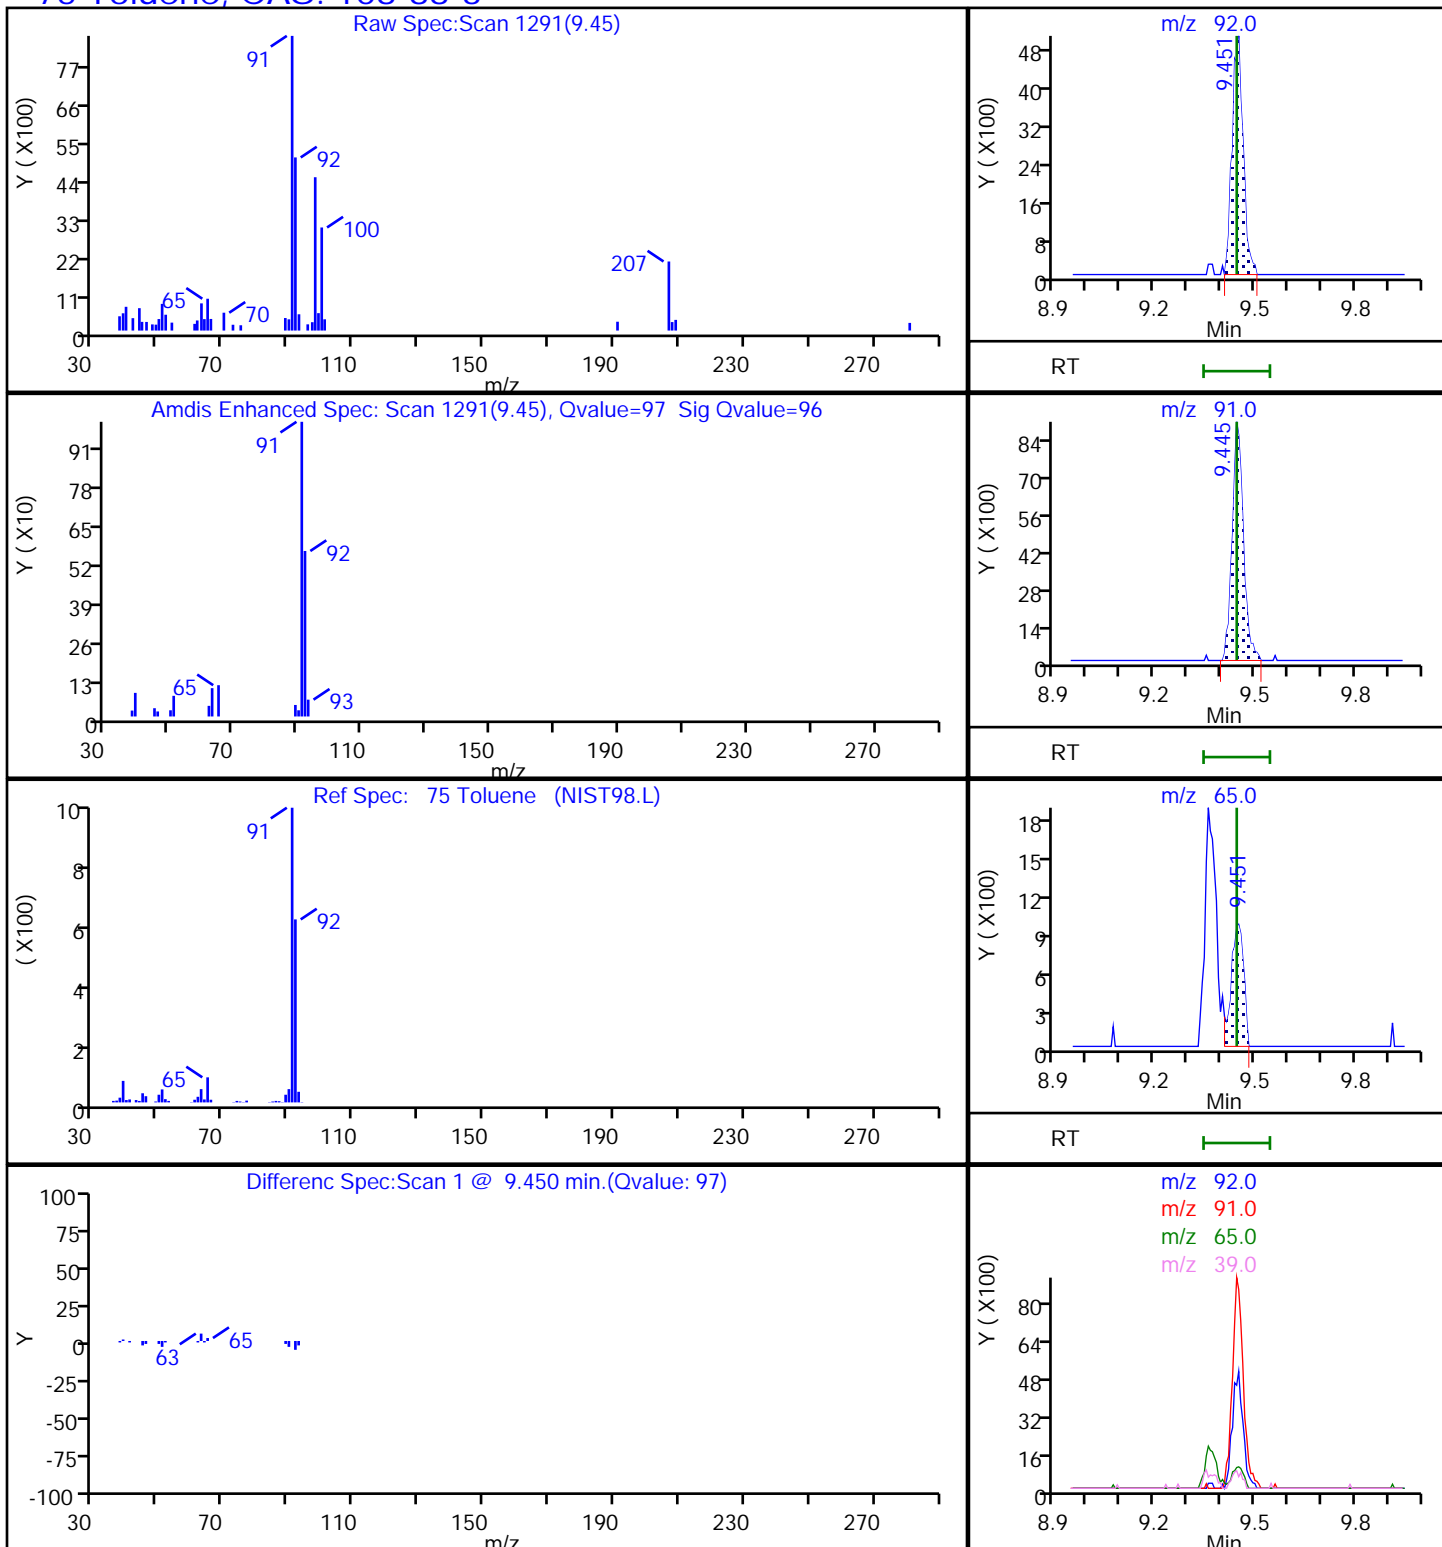 75 Toluene, CAS: 108-88-3
Raw Spec:Scan 1291(9.45)
Y ( X100)
77
66
55
44
33
22
11
0
91
92
100
65
70
207
30 70 110 150 190 230 270
m/z
m/z 92.0
Y ( X100)
48
40
32
24
16
8
0
9.451
8.9 9.2 9.5 9.8
Min
RT
Amdis Enhanced Spec: Scan 1291(9.45), Qvalue=97 Sig Qvalue=96
Y ( X10)
91
78
65
52
39
26
13
0
91
92
65
93
30 70 110 150 190 230 270
m/z
m/z 91.0
Y ( X100)
84
70
56
42
28
14
0
9.445
8.9 9.2 9.5 9.8
Min
RT
Ref Spec: 75 Toluene (NIST98.L)
( X100)
10
8
6
4
2
0
91
92
65
30 70 110 150 190 230 270
m/z 65.0
Y ( X100)
18
15
12
9
6
3
0
9.451
8.9 9.2 9.5 9.8
Min
RT
Differenc Spec:Scan 1 @ 9.450 min.(Qvalue: 97)
Y
100
75
50
25
0
-25
-50
-75
-100
63
65
30 70 110 150 190 230 270
m/z
m/z 92.0
m/z 91.0
m/z 65.0
m/z 39.0
Y ( X100)
80
64
48
32
16
0
8.9 9.2 9.5 9.8
Min